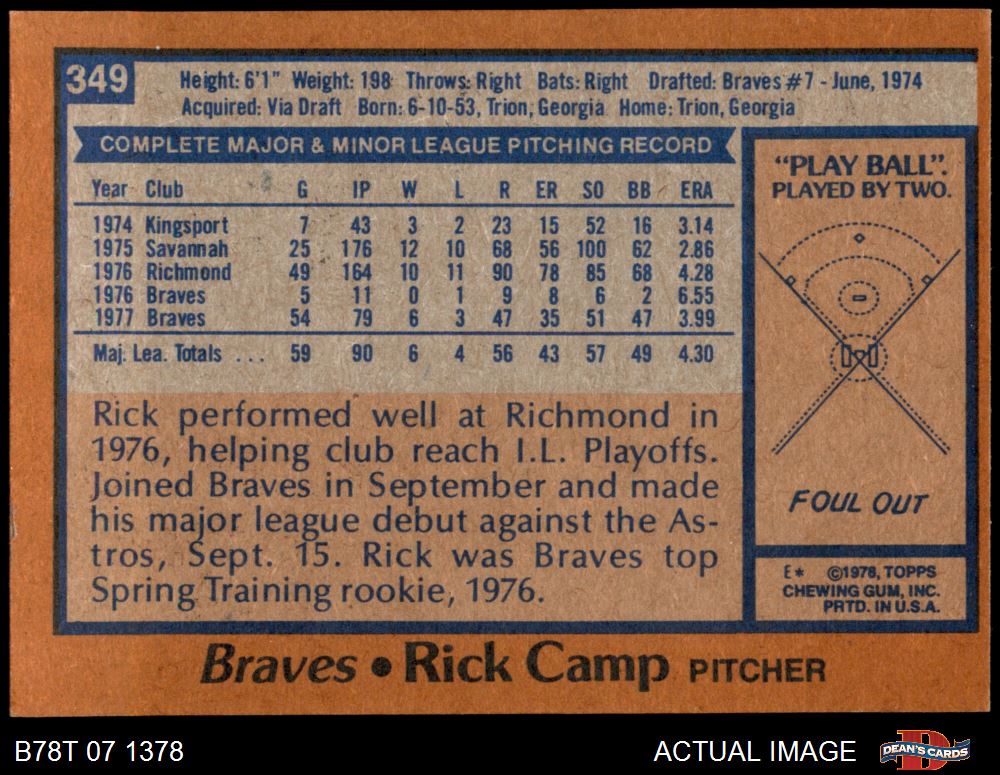 349
Height: 6'1" Weight: 198 Throws: Right Bats: Right Drafted: Braves #7 - June, 1974
Acquired: Via Draft Born: 6-10-53, Trion, Georgia Home: Trion, Georgia
COMPLETE MAJOR & MINOR LEAGUE PITCHING RECORD
Year Club G IP W L R ER SO BB ERA
1974 Kingsport 7 43 3 2 23 15 52 16 3.14
1975 Savannah 25 176 12 10 68 56 100 62 2.86
1976 Richmond 49 164 10 11 90 78 85 68 4.28
1976 Braves 5 11 0 1 9 8 6 2 6.55
1977 Braves 54 79 6 3 47 35 51 47 3.99
Maj. Lea. Totals ... 59 90 6 4 56 43 57 49 4.30
Rick performed well at Richmond in
1976, helping club reach I.L. Playoffs.
Joined Braves in September and made
his major league debut against the As-
tros, Sept. 15. Rick was Braves top
Spring Training rookie, 1976.
"PLAY BALL".
PLAYED BY TWO.
FOUL OUT
E* ©1978, TOPPS
CHEWING GUM, INC.
PRTD. IN U.S.A.
Braves • Rick Camp PITCHER
B78T 07 1378
ACTUAL IMAGE
D
DEAN'S CARDS